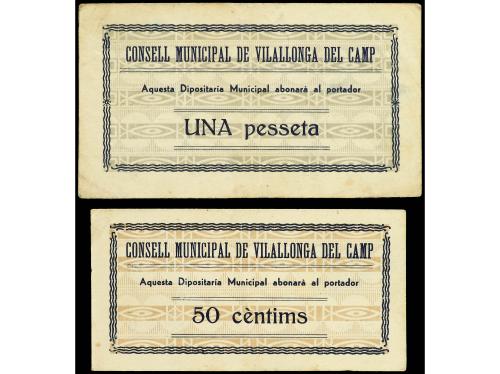 CONSELL MUNICIPAL DE VILALLONGA DEL CAMP
Aquesta Dipositaria Municipal abonarà al portador
UNA pesseta
CONSELL MUNICIPAL DE VILALLONGA DEL CAMP
Aquesta Dipositaria Municipal abonarà al portador
50 cèntims